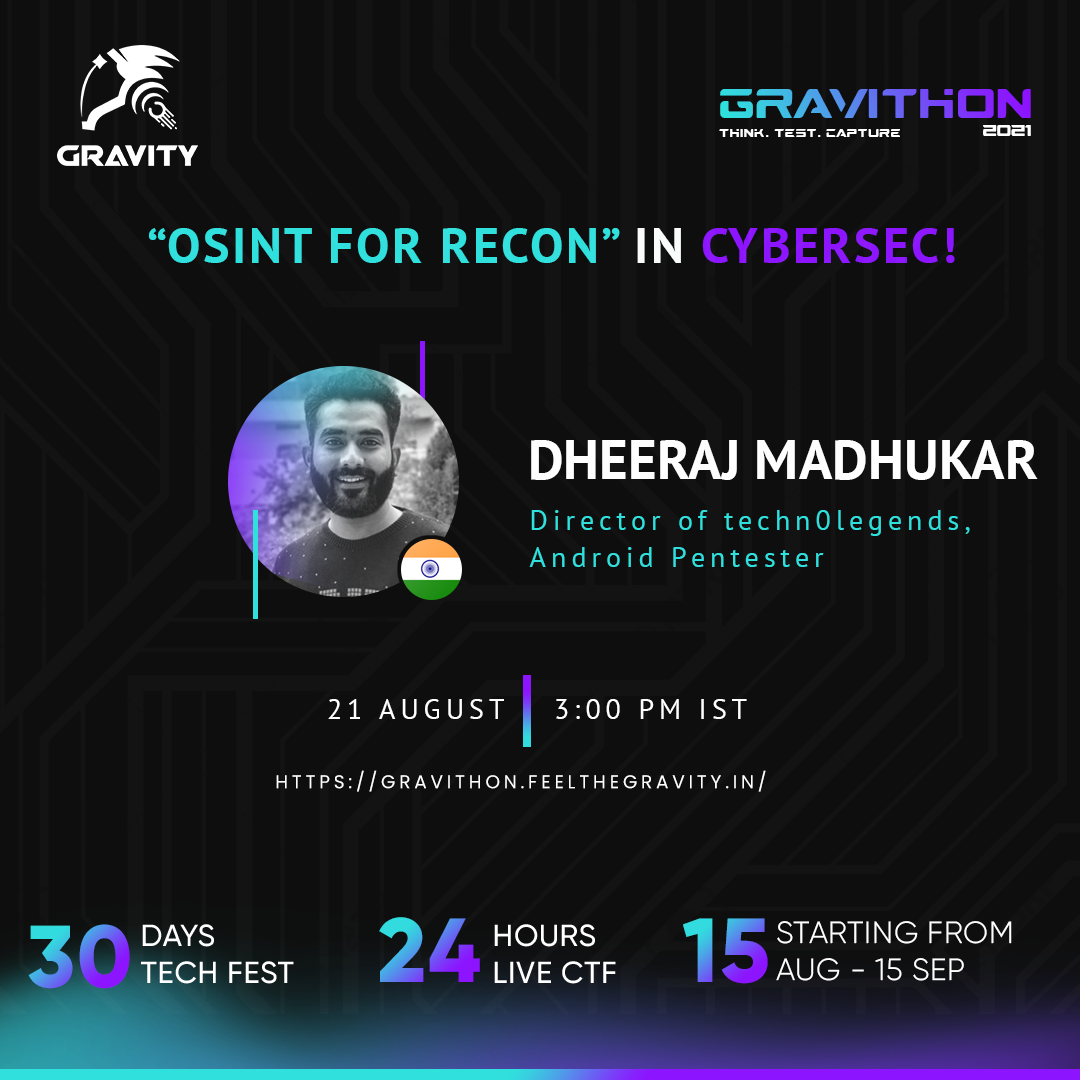 GRAVITY
GRAVITHON
THINK. TEST. CAPTURE 2021
“OSINT FOR RECON” IN CYBERSEC!
DHEERAJ MADHUKAR
Director of techn0legends,
Android Pentester
21 AUGUST 3:00 PM IST
HTTPS://GRAVITHON.FEELTHEGRAVITY.IN/
30 DAYS
TECH FEST
24 HOURS
LIVE CTF
15 STARTING FROM
AUG - 15 SEP